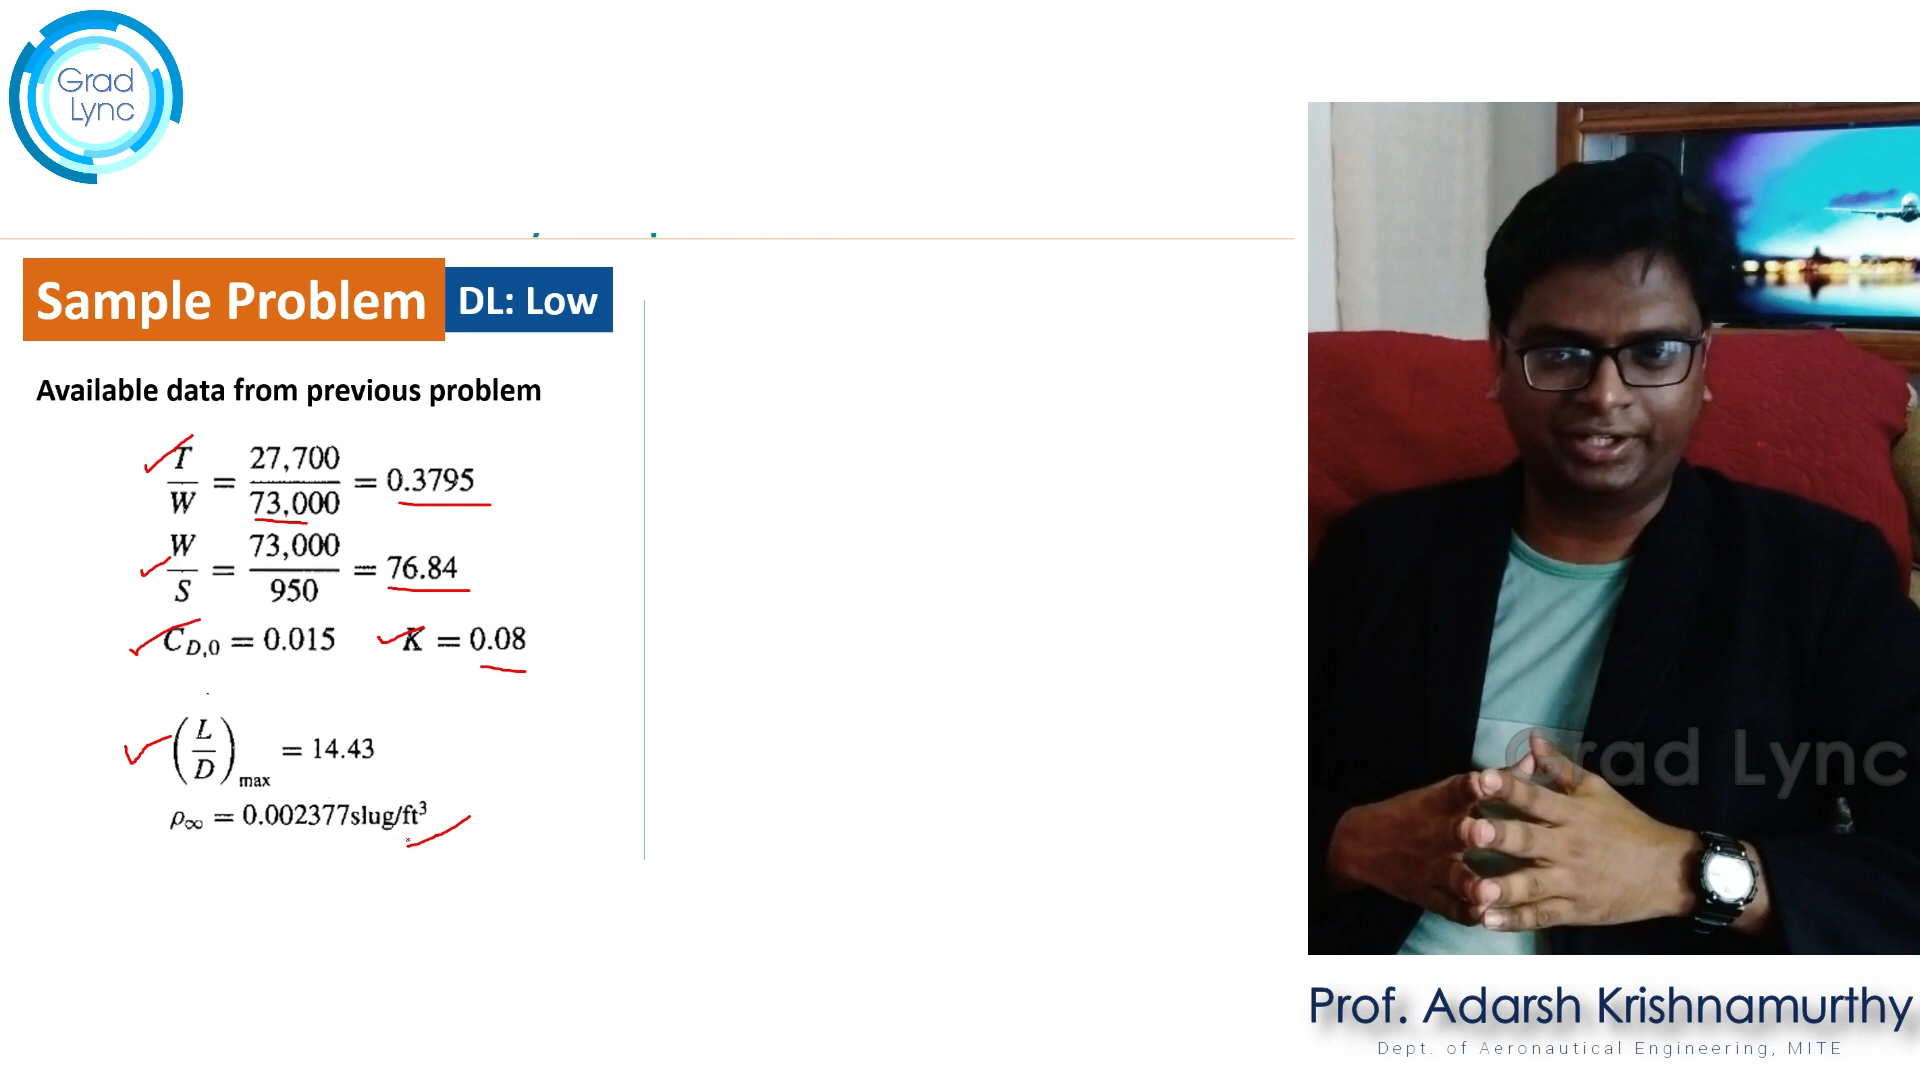 Grad
Lync
Sample Problem
DL: Low
Available data from previous problem
T/W = 27,700/73,000 = 0.3795
W/S = 73,000/950 = 76.84
C_{D,0} = 0.015 K = 0.08
(L/D)_{max} = 14.43
ρ∞ = 0.002377slug/ft³
Grad Lync
Prof. Adarsh Krishnamurthy
Dept. of Aeronautical Engineering, MITE